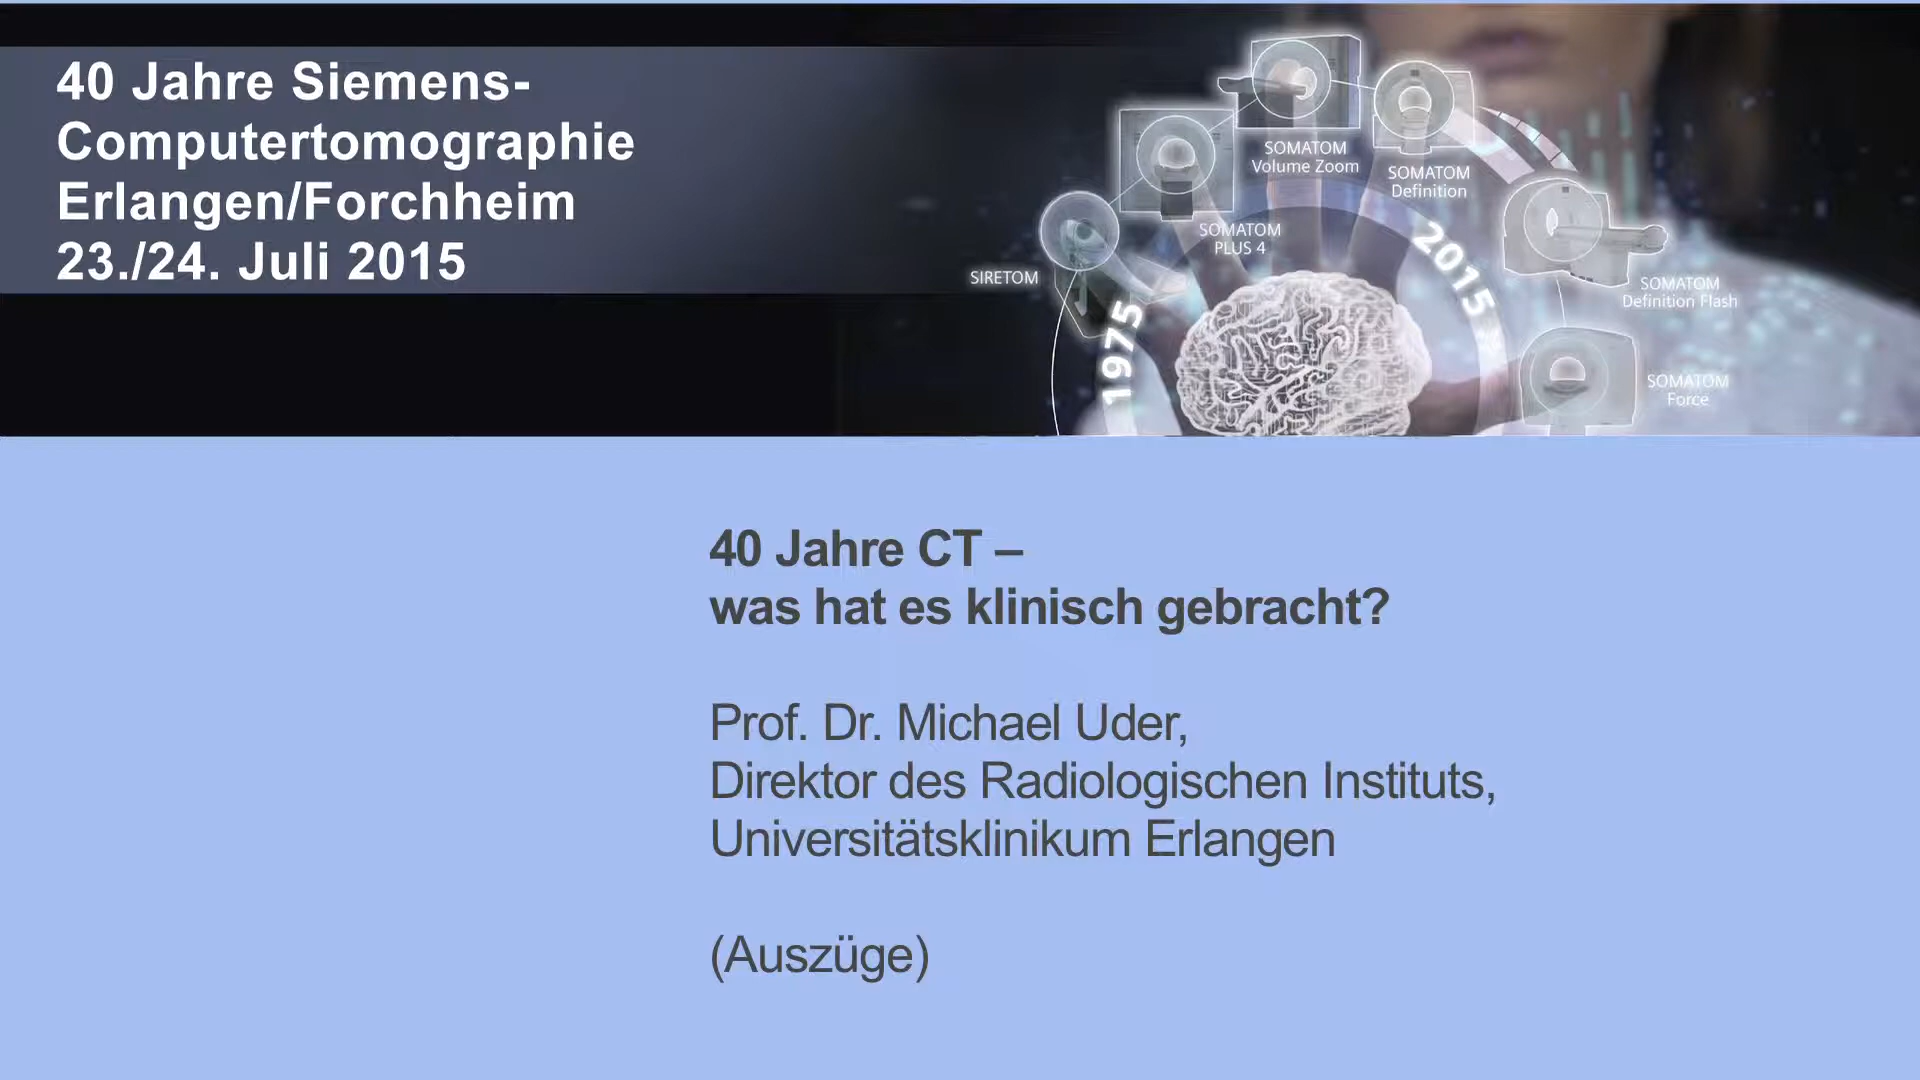 40 Jahre Siemens-
Computertomographie
Erlangen/Forchheim
23./24. Juli 2015
SIRETOM
SOMATOM
PLUS 4
SOMATOM
Volume Zoom
SOMATOM
Definition
SOMATOM
Definition Flash
SOMATOM
Force
1975
2015
40 Jahre CT –
was hat es klinisch gebracht?
Prof. Dr. Michael Uder,
Direktor des Radiologischen Instituts,
Universitätsklinikum Erlangen
(Auszüge)